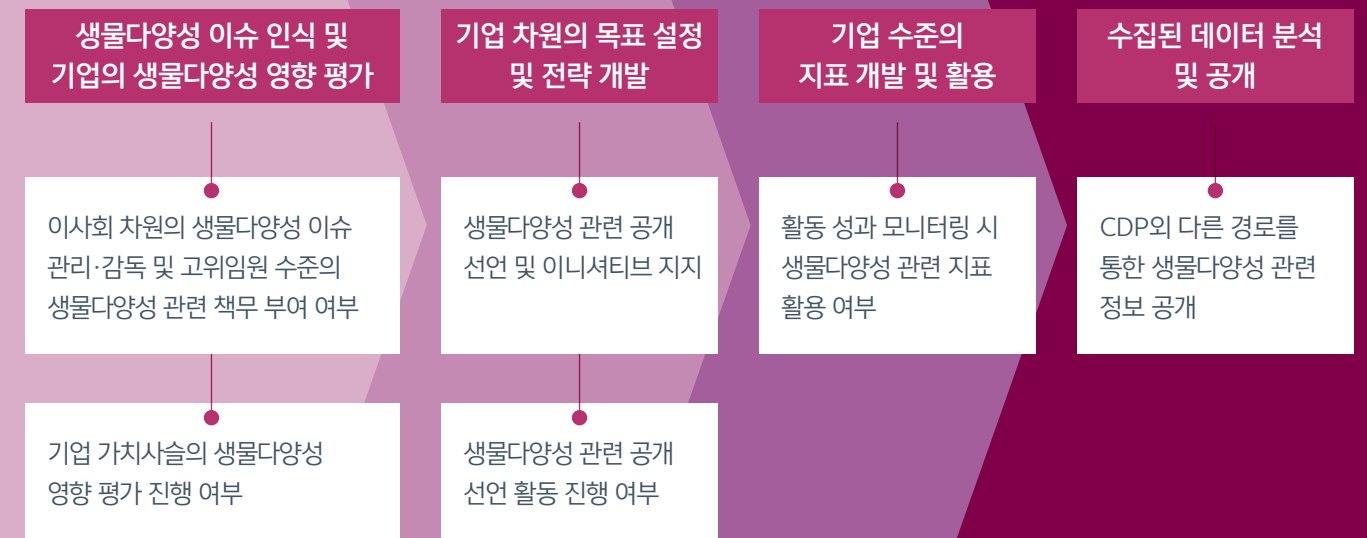 생물다양성 이슈 인식 및
기업의 생물다양성 영향 평가
이사회 차원의 생물다양성 이슈
관리·감독 및 고위임원 수준의
생물다양성 관련 책무 부여 여부
기업 가치사슬의 생물다양성
영향 평가 진행 여부
기업 차원의 목표 설정
및 전략 개발
생물다양성 관련 공개
선언 및 이니셔티브 지지
생물다양성 관련 공개
선언 활동 진행 여부
기업 수준의
지표 개발 및 활용
활동 성과 모니터링 시
생물다양성 관련 지표
활용 여부
수집된 데이터 분석
및 공개
CDP외 다른 경로를
통한 생물다양성 관련
정보 공개